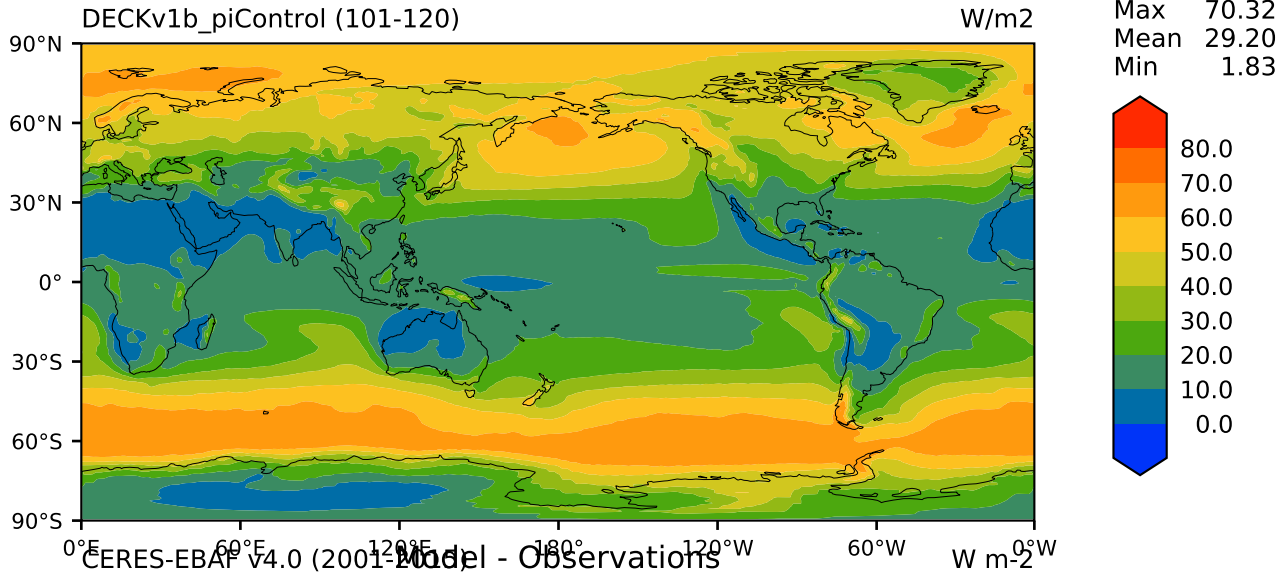 DECKv1b_piControl (101-120) W/m2
Max 70.32
Mean 29.20
Min 1.83
90°N
60°N
30°N
0°
30°S
60°S
90°S
80.0
70.0
60.0
50.0
40.0
30.0
20.0
10.0
0.0
0°E 60°E 120°E 180° 120°W 60°W 0°W
CERES-EBAF v4.0 (2001-2015) Model - Observations W m-2